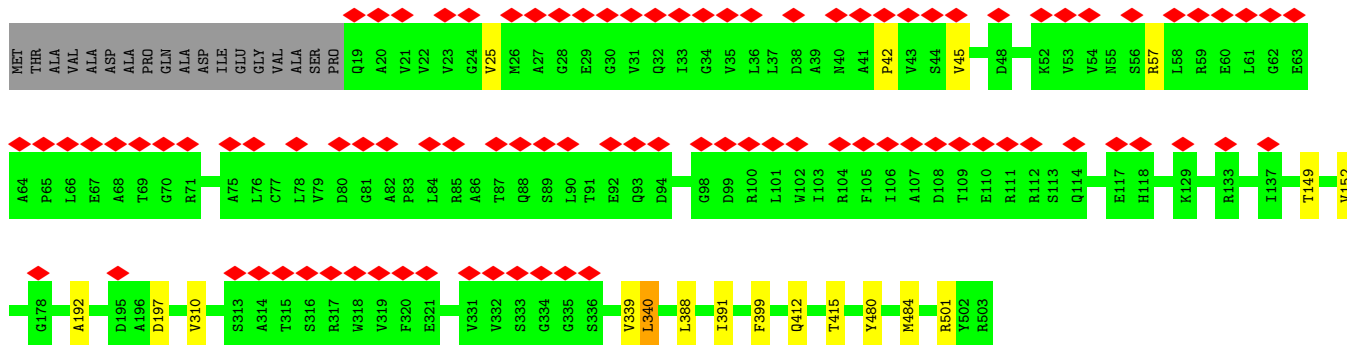 MET THR ALA VAL ALA ASP ALA PRO GLN ALA ASP ILE GLU GLY VAL ALA SER PRO Q19 A20 V21 V22 V23 G24 V25 M26 A27 G28 E29 G30 V31 Q32 I33 G34 V35 L36 L37 D38 A39 N40 A41 P42 V43 S44 V45 D48 K52 V53 V54 N55 S56 R57 L58 R59 E60 L61 G62 E63
A64 P65 L66 E67 A68 T69 G70 R71 A75 L76 C77 L78 V79 D80 G81 A82 P83 L84 R85 A86 T87 Q88 S89 L90 T91 E92 Q93 D94 G98 D99 R100 L101 W102 I103 R104 F105 I106 A107 D108 T109 E110 R111 R112 S113 Q114 E117 H118 K129 R133 I137 T149 V152
G178 A192 D195 A196 D197 V310 S313 A314 T315 S316 R317 W318 V319 F320 E321 V331 V332 S333 G334 G335 S336 V339 L340 L388 I391 F399 Q412 T415 Y480 M484 R501 Y502 R503